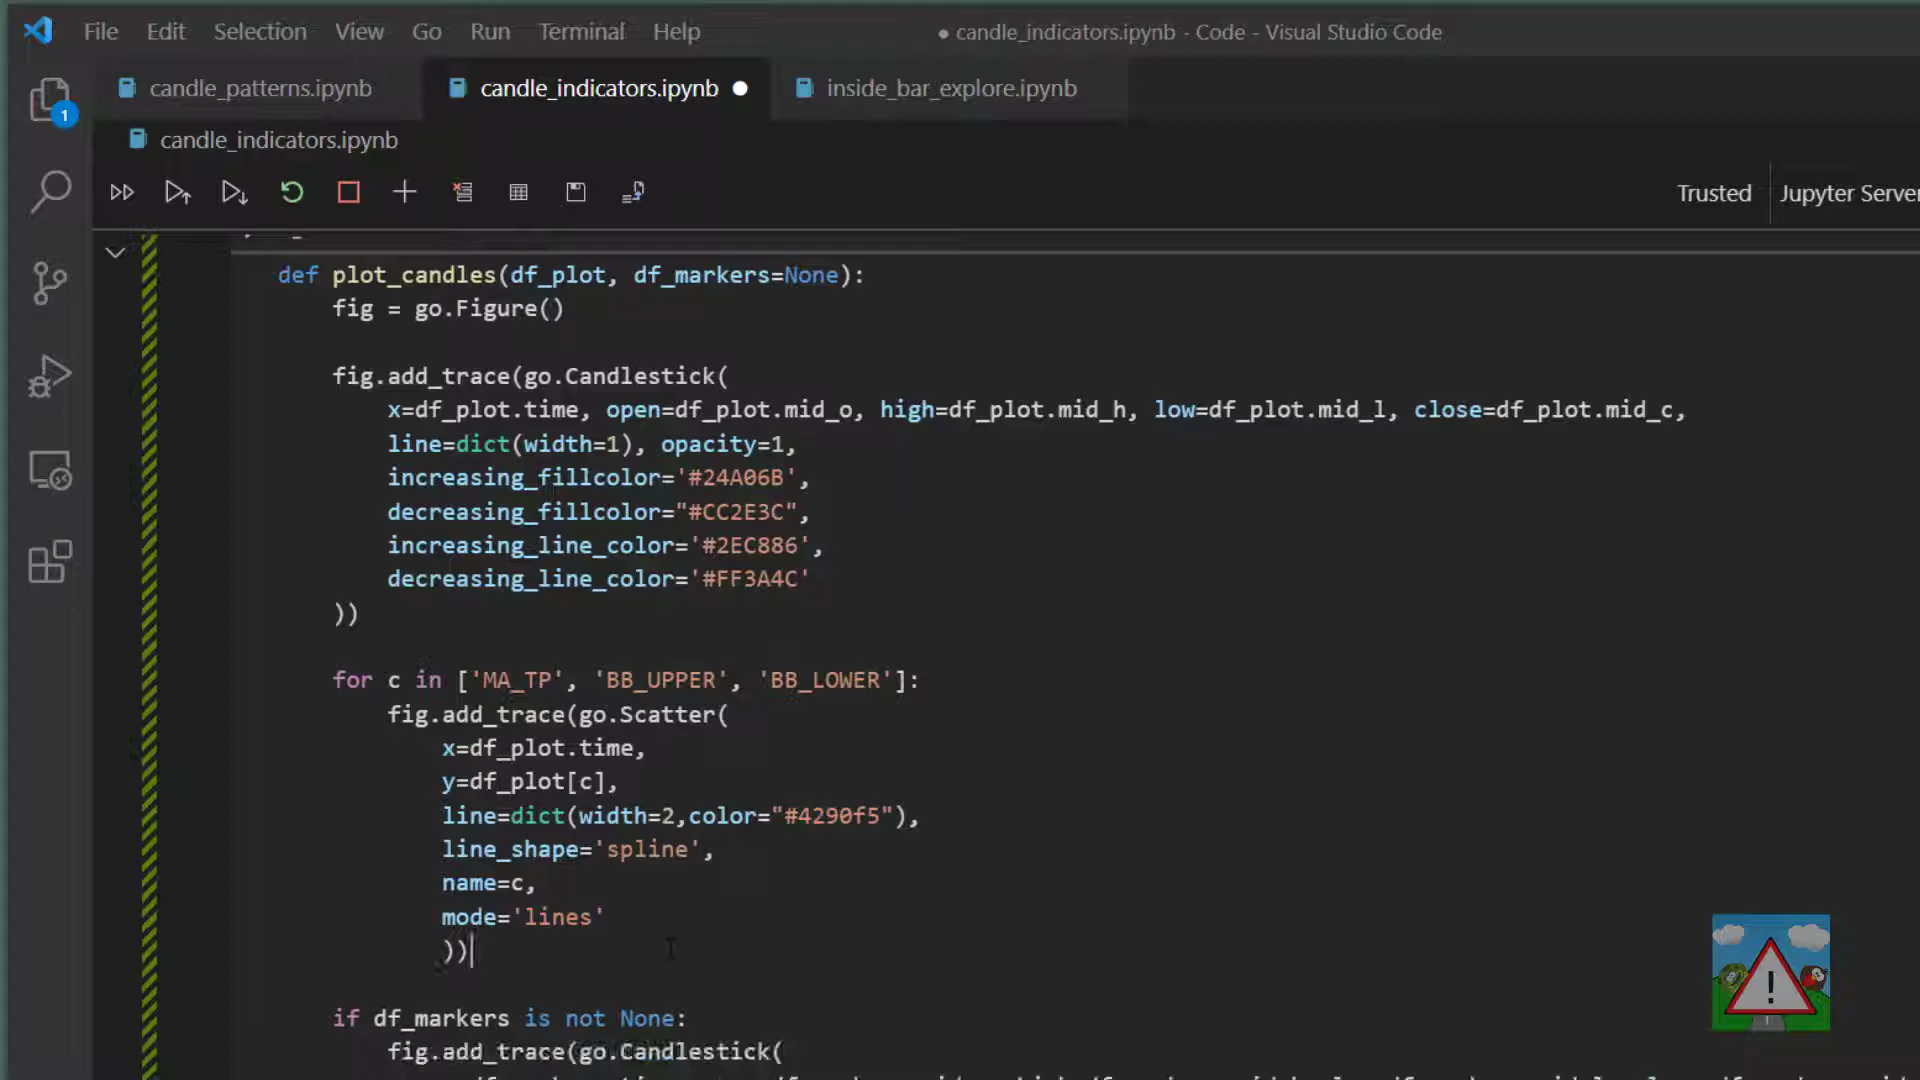 File Edit Selection View Go Run Terminal Help
● candle_indicators.ipynb - Code - Visual Studio Code
candle_patterns.ipynb candle_indicators.ipynb inside_bar_explore.ipynb
1
candle_indicators.ipynb
Trusted Jupyter Server
def plot_candles(df_plot, df_markers=None):
fig = go.Figure()
fig.add_trace(go.Candlestick(
x=df_plot.time, open=df_plot.mid_o, high=df_plot.mid_h, low=df_plot.mid_l, close=df_plot.mid_c,
line=dict(width=1), opacity=1,
increasing_fillcolor='#24A06B',
decreasing_fillcolor="#CC2E3C",
increasing_line_color='#2EC886',
decreasing_line_color='#FF3A4C'
))
for c in ['MA_TP', 'BB_UPPER', 'BB_LOWER']:
fig.add_trace(go.Scatter(
x=df_plot.time,
y=df_plot[c],
line=dict(width=2,color="#4290f5"),
line_shape='spline',
name=c,
mode='lines'
))
if df_markers is not None:
fig.add_trace(go.Candlestick(